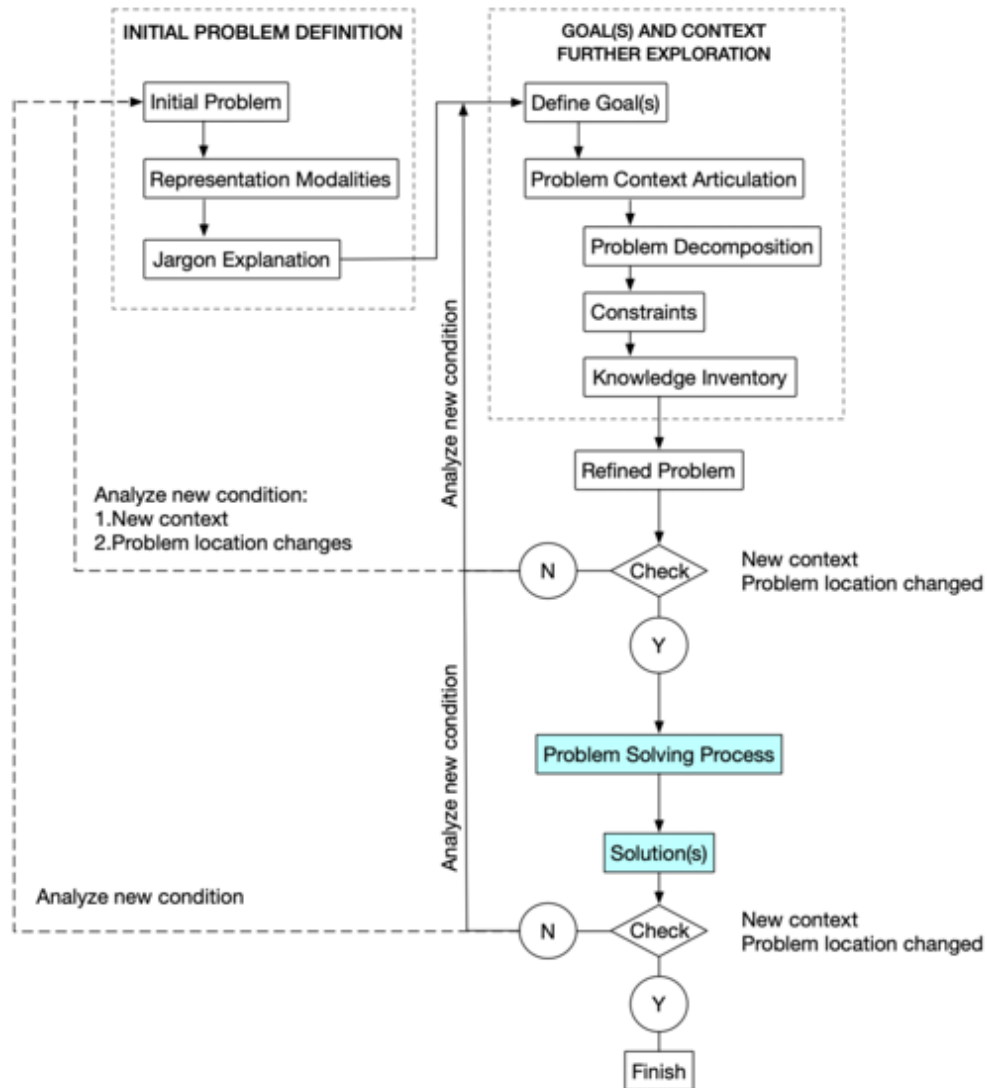 INITIAL PROBLEM DEFINITION
Initial Problem
Representation Modalities
Jargon Explanation
GOAL(S) AND CONTEXT
FURTHER EXPLORATION
Define Goal(s)
Problem Context Articulation
Problem Decomposition
Constraints
Knowledge Inventory
Analyze new condition
Refined Problem
Analyze new condition:
1.New context
2.Problem location changes
N
Check
New context
Problem location changed
Y
Analyze new condition
Problem Solving Process
Solution(s)
Analyze new condition
N
Check
New context
Problem location changed
Y
Finish